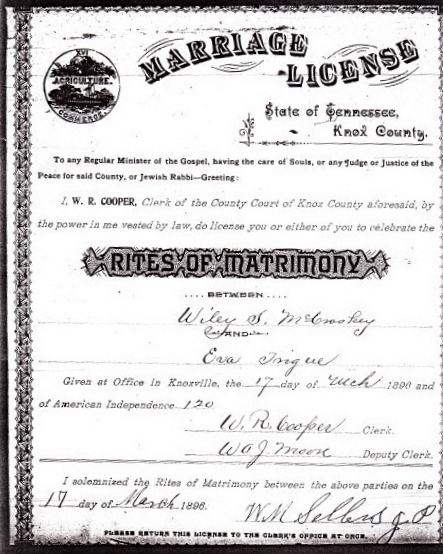 XVI
AGRICULTURE.
COMMERCE.
MARRIAGE
LICENSE
State of Tennessee,
Knox County.
To any Regular Minister of the Gospel, having the care of Souls, or any Judge or Justice of the
Peace for said County, or Jewish Rabbi—Greeting:
I, W. R. COOPER, Clerk of the County Court of Knox County aforesaid, by
the power in me vested by law, do license you or either of you to celebrate the
RITES OF MATRIMONY
BETWEEN
Wiley S. McCroskey
AND
Eva
Given at Office in Knoxville, the 17 day of Mch 1896 and
of American Independence 120
W. R. Cooper Clerk.
W A J. Moore Deputy Clerk.
I solemnized the Rites of Matrimony between the above parties on the
17 day of March 1896.
W. M. Sellers J. P.
PLEASE RETURN THIS LICENSE TO THE CLERK'S OFFICE AT ONCE.